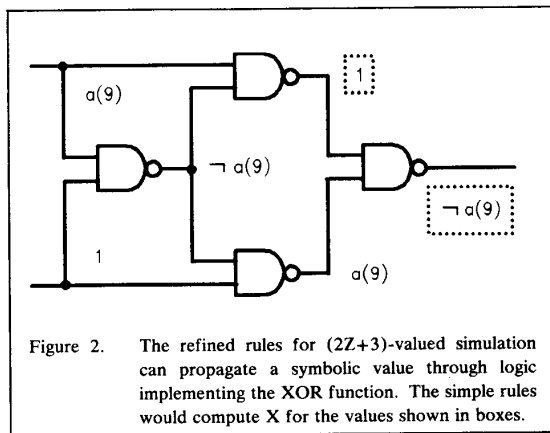 a(9)
1
¬ a(9)
1
a(9)
¬ a(9)
Figure 2. The refined rules for (2Z+3)-valued simulation
can propagate a symbolic value through logic
implementing the XOR function. The simple rules
would compute X for the values shown in boxes.